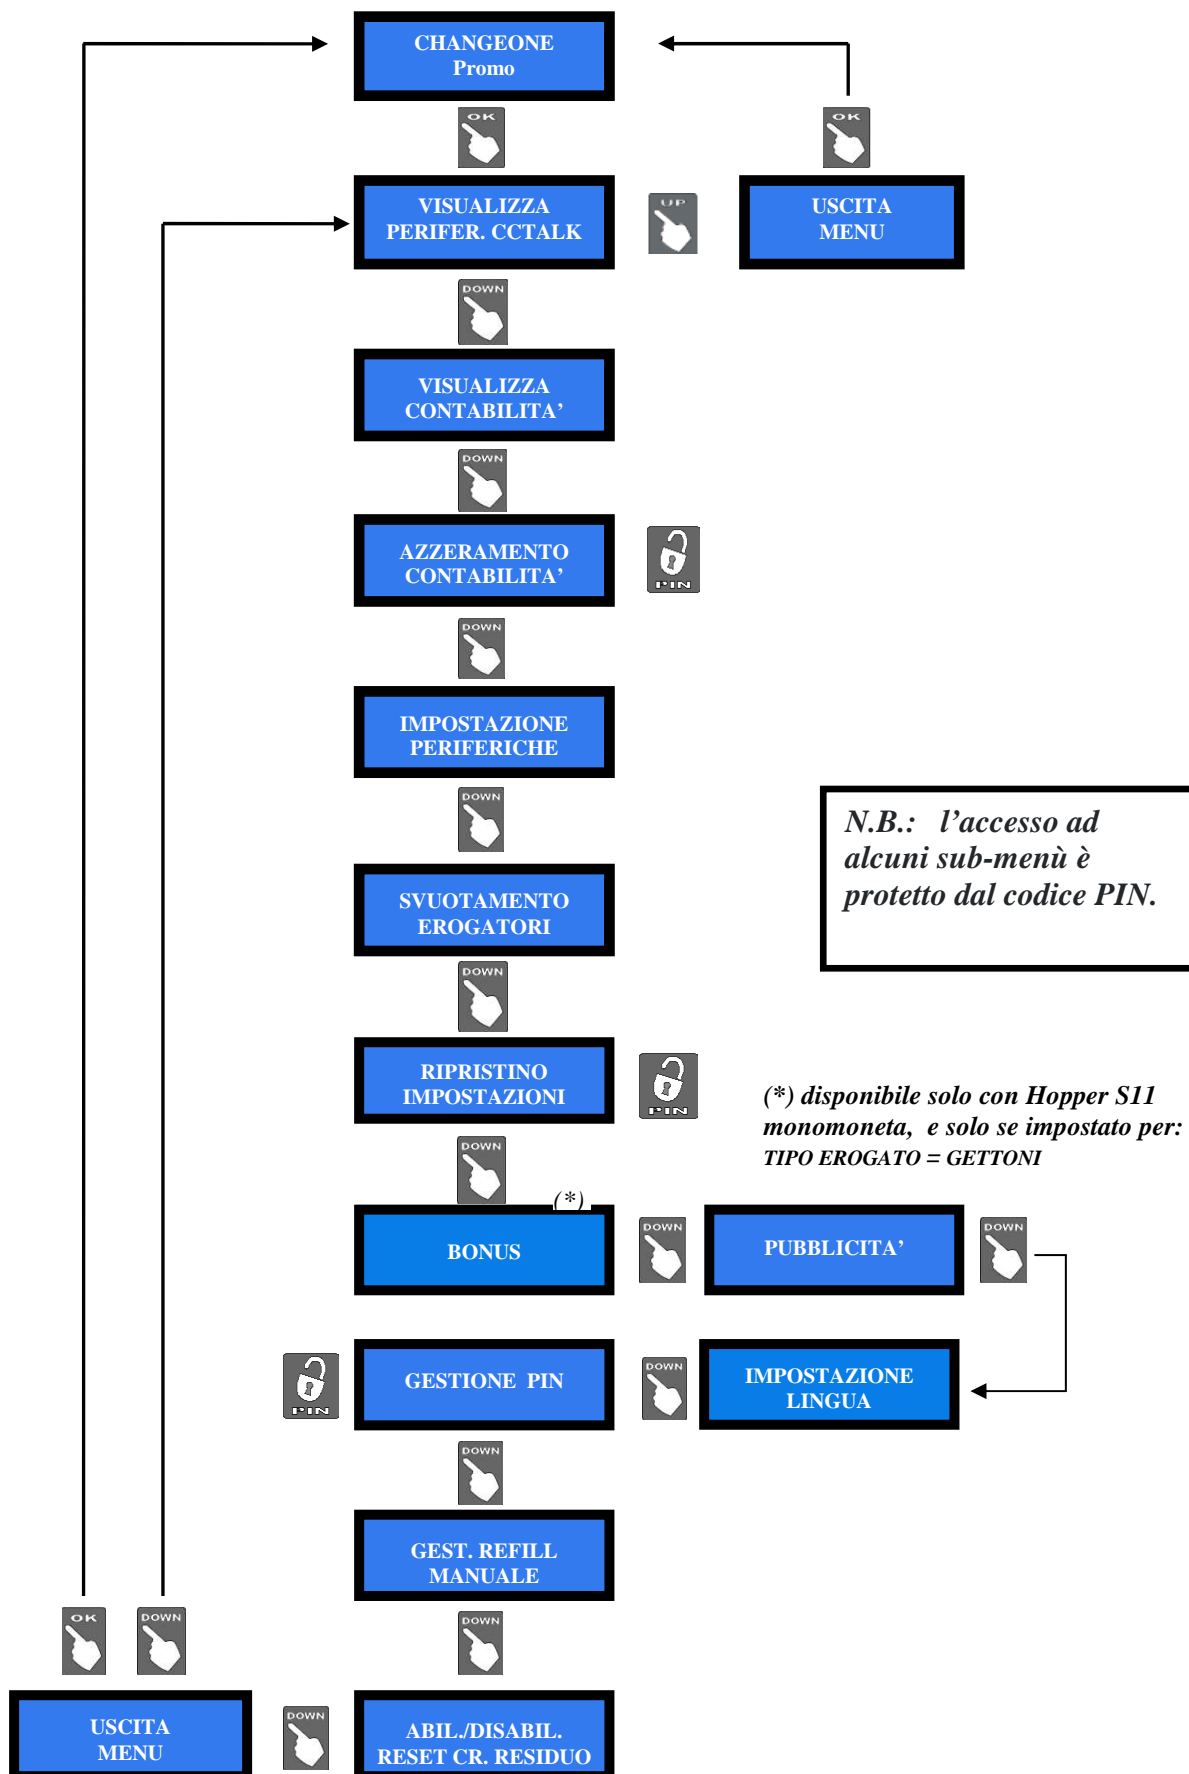 CHANGEONE
Promo
OK
OK
VISUALIZZA
PERIFER. CCTALK
UP
USCITA
MENU
DOWN
VISUALIZZA
CONTABILITA’
DOWN
AZZERAMENTO
CONTABILITA’
PIN
DOWN
IMPOSTAZIONE
PERIFERICHE
DOWN
N.B.: l’accesso ad
alcuni sub-menù è
protetto dal codice PIN.
SVUOTAMENTO
EROGATORI
DOWN
RIPRISTINO
IMPOSTAZIONI
PIN
(*) disponibile solo con Hopper S11
monomoneta, e solo se impostato per:
TIPO EROGATO = GETTONI
DOWN
(*)
BONUS
DOWN
PUBBLICITA’
DOWN
PIN
GESTIONE PIN
DOWN
IMPOSTAZIONE
LINGUA
DOWN
GEST. REFILL
MANUALE
OK
DOWN
DOWN
USCITA
MENU
DOWN
ABIL./DISABIL.
RESET CR. RESIDUO